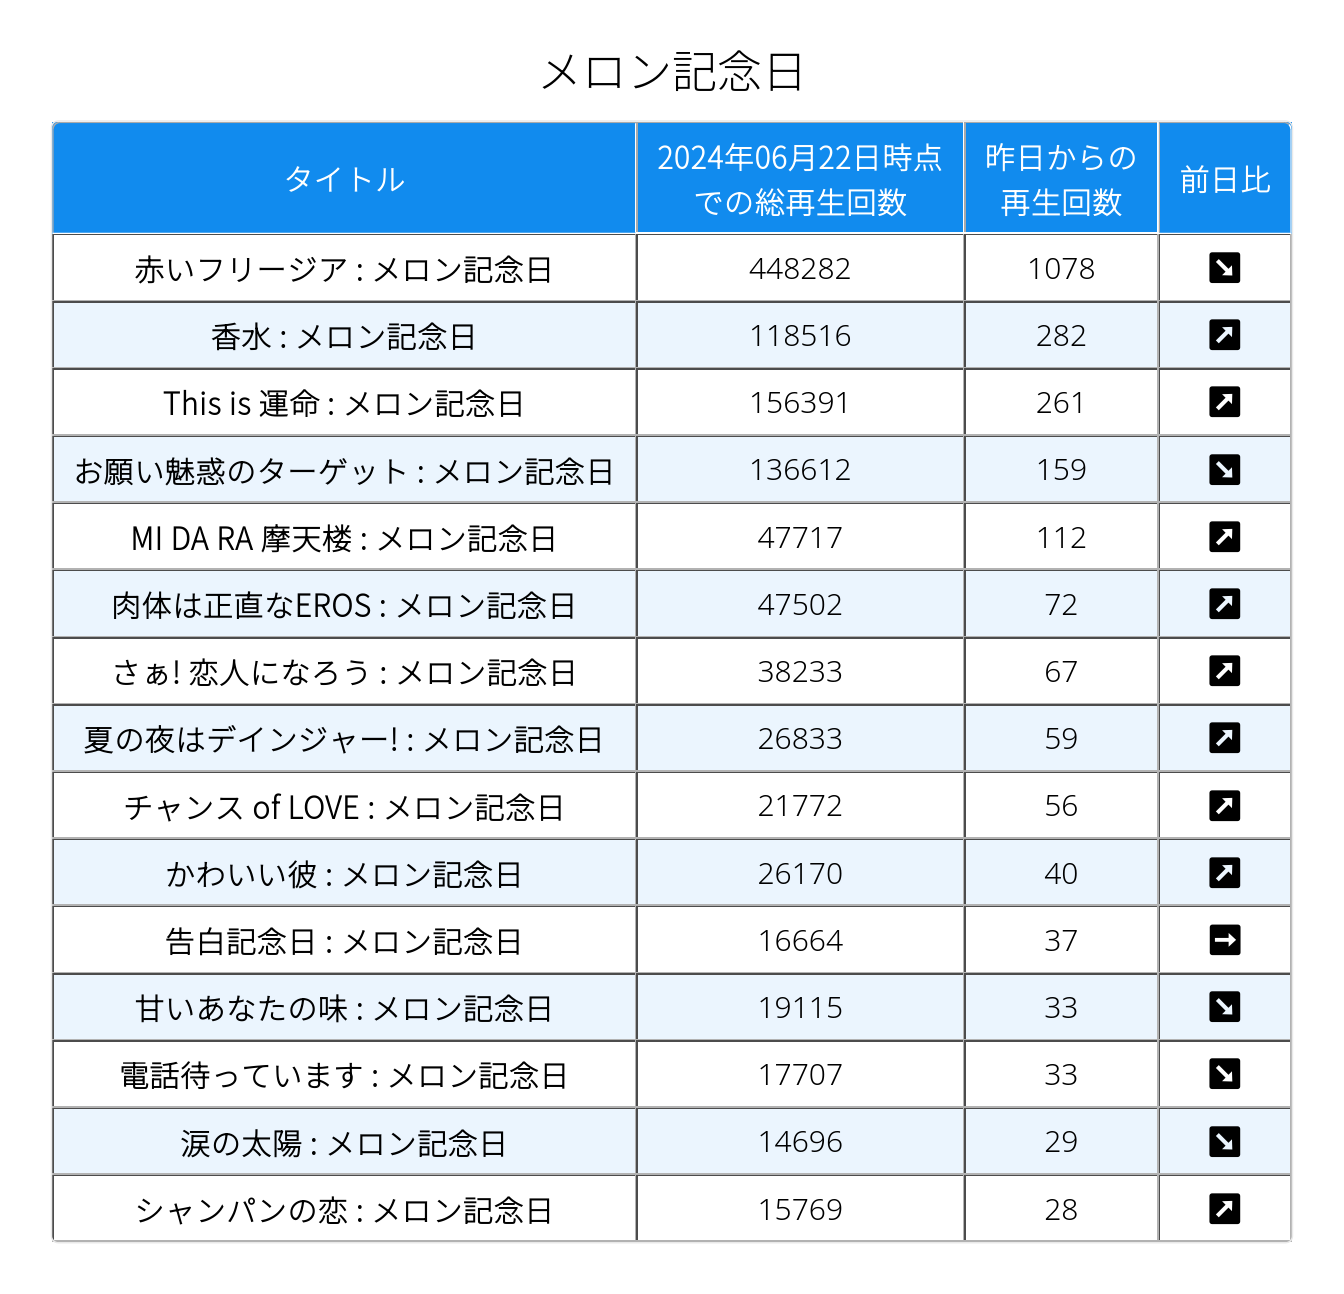 メロン記念日
タイトル
2024年06月22日時点
での総再生回数
昨日からの
再生回数
前日比
赤いフリージア : メロン記念日 448282 1078 ↘
香水 : メロン記念日 118516 282 ↗
This is 運命 : メロン記念日 156391 261 ↗
お願い魅惑のターゲット : メロン記念日 136612 159 ↘
MI DA RA 摩天楼 : メロン記念日 47717 112 ↗
肉体は正直なEROS : メロン記念日 47502 72 ↗
さぁ! 恋人になろう : メロン記念日 38233 67 ↗
夏の夜はデインジャー! : メロン記念日 26833 59 ↗
チャンス of LOVE : メロン記念日 21772 56 ↗
かわいい彼 : メロン記念日 26170 40 ↗
告白記念日 : メロン記念日 16664 37 →
甘いあなたの味 : メロン記念日 19115 33 ↘
電話待っています : メロン記念日 17707 33 ↘
涙の太陽 : メロン記念日 14696 29 ↘
シャンパンの恋 : メロン記念日 15769 28 ↗